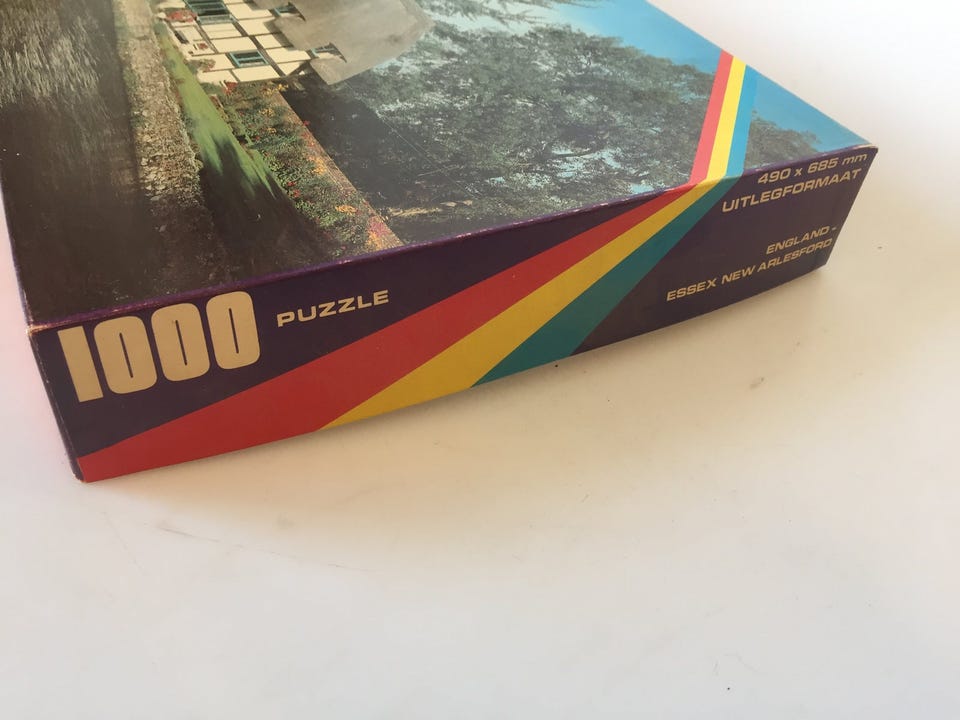 1000 PUZZLE
490 x 685 mm
UITLEGFORMAAT
ENGLAND -
ESSEX NEW ARLESFORD